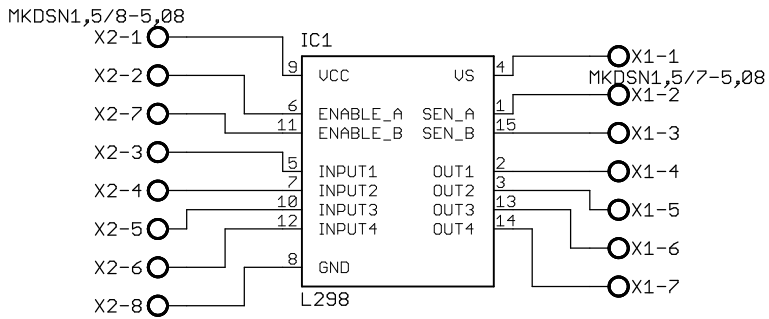 MKDSN1,5/8-5,08
X2-1
IC1
9 VCC VS 4
X1-1
X2-2
MKDSN1,5/7-5,08
X1-2
X2-7
6 ENABLE_A SEN_A 1
11 ENABLE_B SEN_B 15
X1-3
X2-3
5 INPUT1 OUT1 2
X1-4
X2-4
7 INPUT2 OUT2 3
10 INPUT3 OUT3 13
X1-5
X2-5
12 INPUT4 OUT4 14
X1-6
X2-6
8 GND
X1-7
X2-8
L298